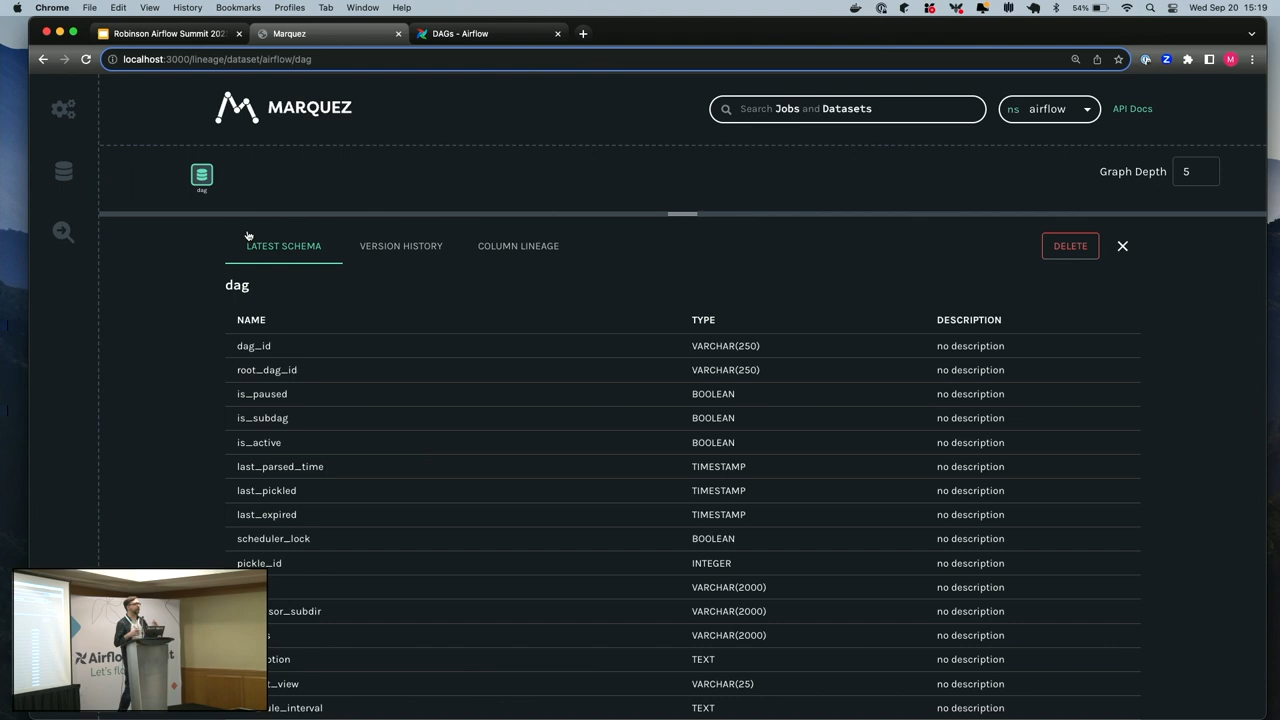 Chrome File Edit View History Bookmarks Profiles Tab Window Help 54% Wed Sep 20 15:19
Robinson Airflow Summit 202 Marquez DAGs - Airflow
localhost:3000/lineage/dataset/airflow/dag
MARQUEZ Search Jobs and Datasets ns airflow API Docs
dag
Graph Depth 5
LATEST SCHEMA VERSION HISTORY COLUMN LINEAGE DELETE
dag
NAME TYPE DESCRIPTION
dag_id VARCHAR(250) no description
root_dag_id VARCHAR(250) no description
is_paused BOOLEAN no description
is_subdag BOOLEAN no description
is_active BOOLEAN no description
last_parsed_time TIMESTAMP no description
last_pickled TIMESTAMP no description
last_expired TIMESTAMP no description
scheduler_lock BOOLEAN no description
pickle_id INTEGER no description
VARCHAR(2000) no description
sor_subdir VARCHAR(2000) no description
s VARCHAR(2000) no description
ption TEXT no description
t_view VARCHAR(25) no description
ule_interval TEXT no description
Airflo
Let's fl